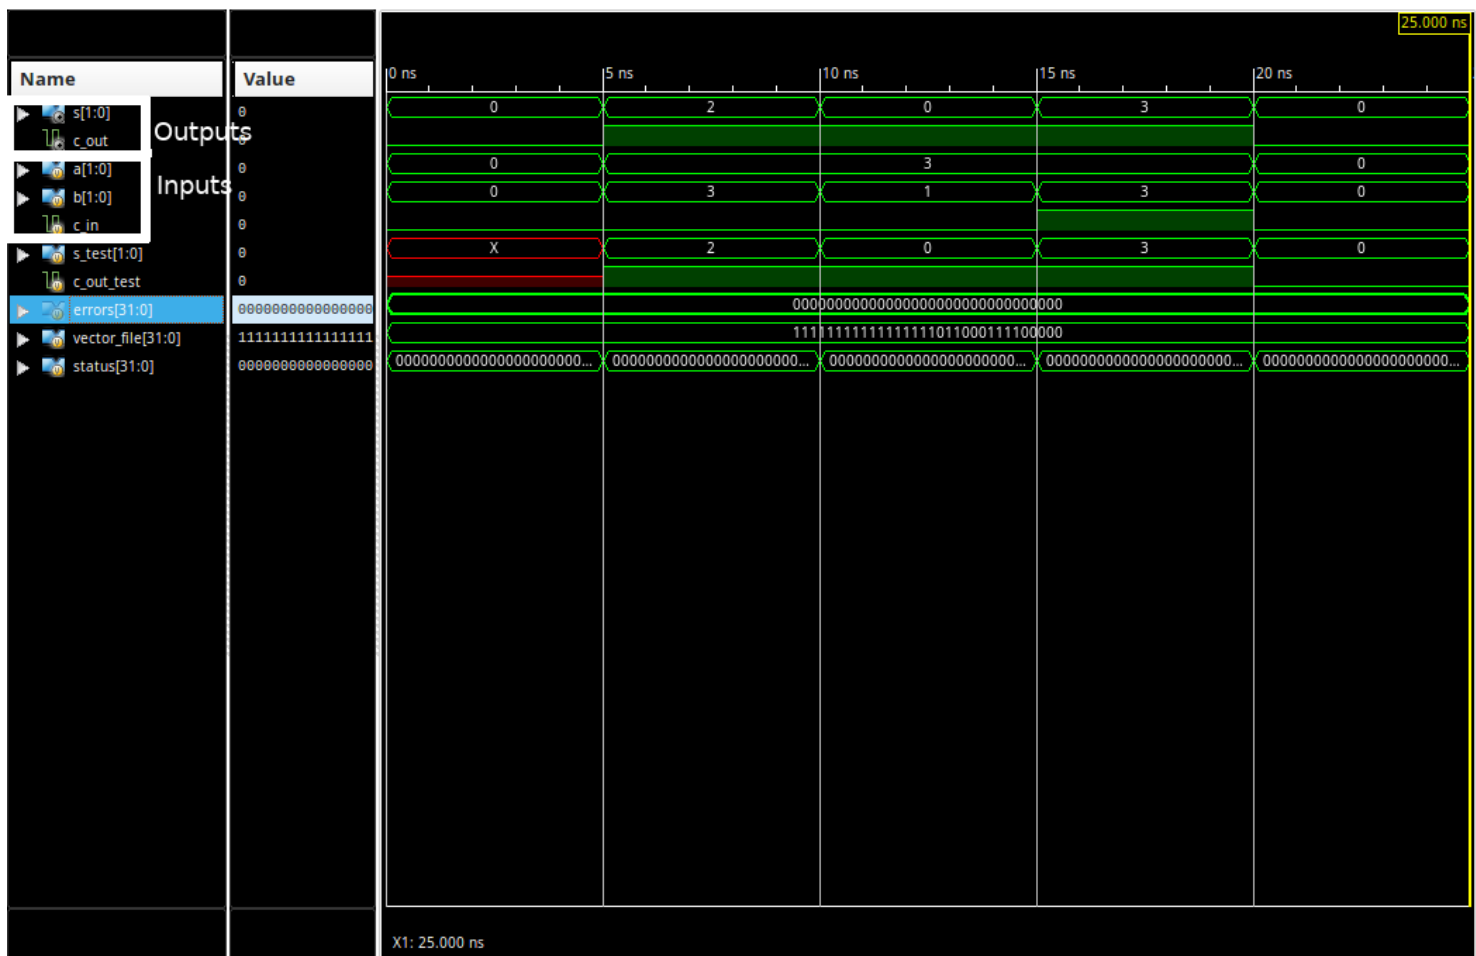 25.000 ns
Name
Value
0 ns
5 ns
10 ns
15 ns
20 ns
s[1:0] 0 0 2 0 3 0
c_out
Outputs
a[1:0] 0 0 3 0
Inputs
b[1:0] 0 0 3 1 3 0
c_in 0
s_test[1:0] 0 X 2 0 3 0
c_out_test 0
errors[31:0] 0000000000000000 00000000000000000000000000000000
vector_file[31:0] 1111111111111111 11111111111111111011000111100000
status[31:0] 0000000000000000 0000000000000000000000... 0000000000000000000000... 0000000000000000000000... 0000000000000000000000... 0000000000000000000000...
X1: 25.000 ns